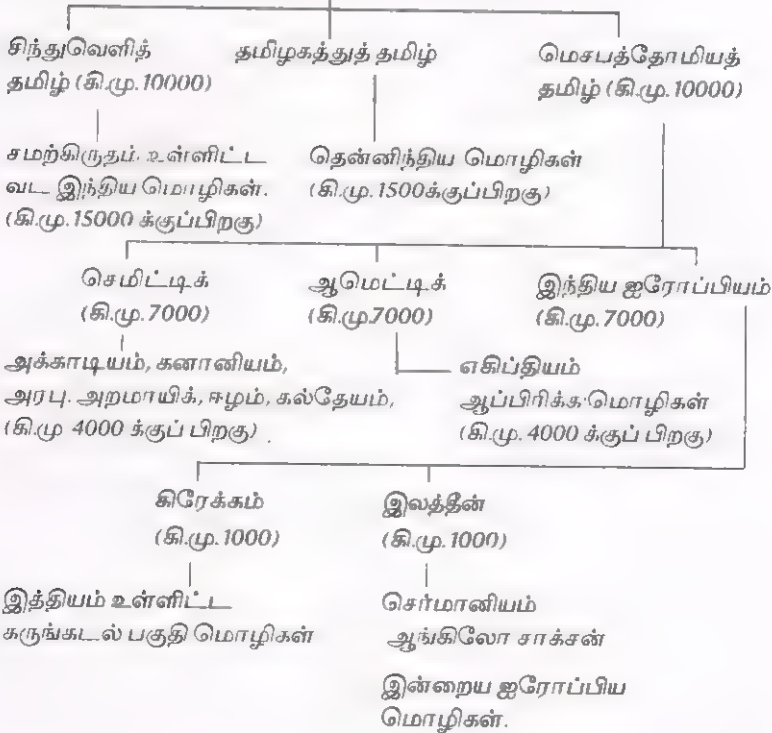 சிந்துவெளித்
தமிழ் (கி.மு. 10000)
தமிழகத்துத் தமிழ்
மெசபத்தோமியத்
தமிழ் (கி.மு. 10000)
சமற்கிருதம். உள்ளிட்ட
வட இந்திய மொழிகள்.
(கி.மு. 15000 க்குப்பிறகு)
தென்னிந்திய மொழிகள்
(கி.மு. 1500க்குப்பிறகு)
செமிட்டிக்
(கி.மு. 7000)
ஆமெட்டிக்
(கி.மு.7000)
இந்திய ஐரோப்பியம்
(கி.மு. 7000)
அக்காடியம், கனானியம்,
அரபு. அறமாயிக், ஈழம், கல்தேயம்,
(கி.மு 4000 க்குப் பிறகு)
எகிப்தியம்
ஆப்பிரிக்க மொழிகள்
(கி.மு. 4000 க்குப் பிறகு)
கிரேக்கம்
(கி.மு. 1000)
இலத்தீன்
(கி.மு. 1000)
இத்தியம் உள்ளிட்ட
கருங்கடல் பகுதி மொழிகள்
செர்மானியம்
ஆங்கிலோ சாக்சன்
இன்றைய ஐரோப்பிய
மொழிகள்.